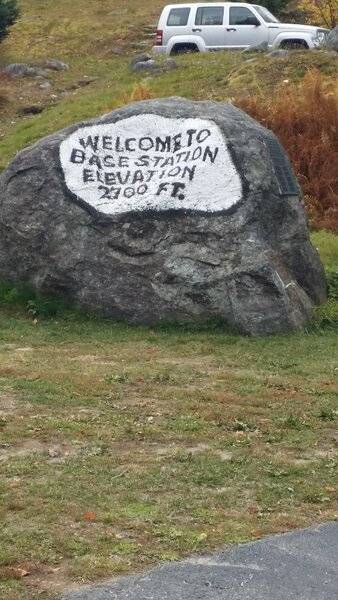 WELCOME TO
BASE STATION
ELEVATION
2700 FT.